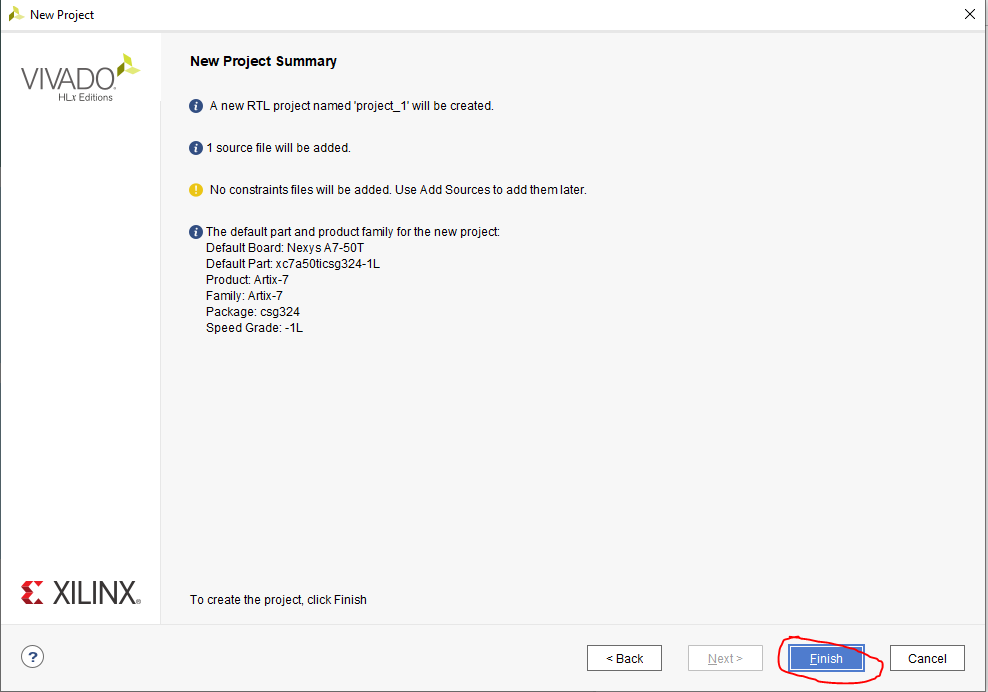 New Project
VIVADO
HLx Editions
New Project Summary
A new RTL project named 'project_1' will be created.
1 source file will be added.
No constraints files will be added. Use Add Sources to add them later.
The default part and product family for the new project:
Default Board: Nexys A7-50T
Default Part: xc7a50ticsg324-1L
Product: Artix-7
Family: Artix-7
Package: csg324
Speed Grade: -1L
XILINX
To create the project, click Finish
?
< Back
Next >
Finish
Cancel